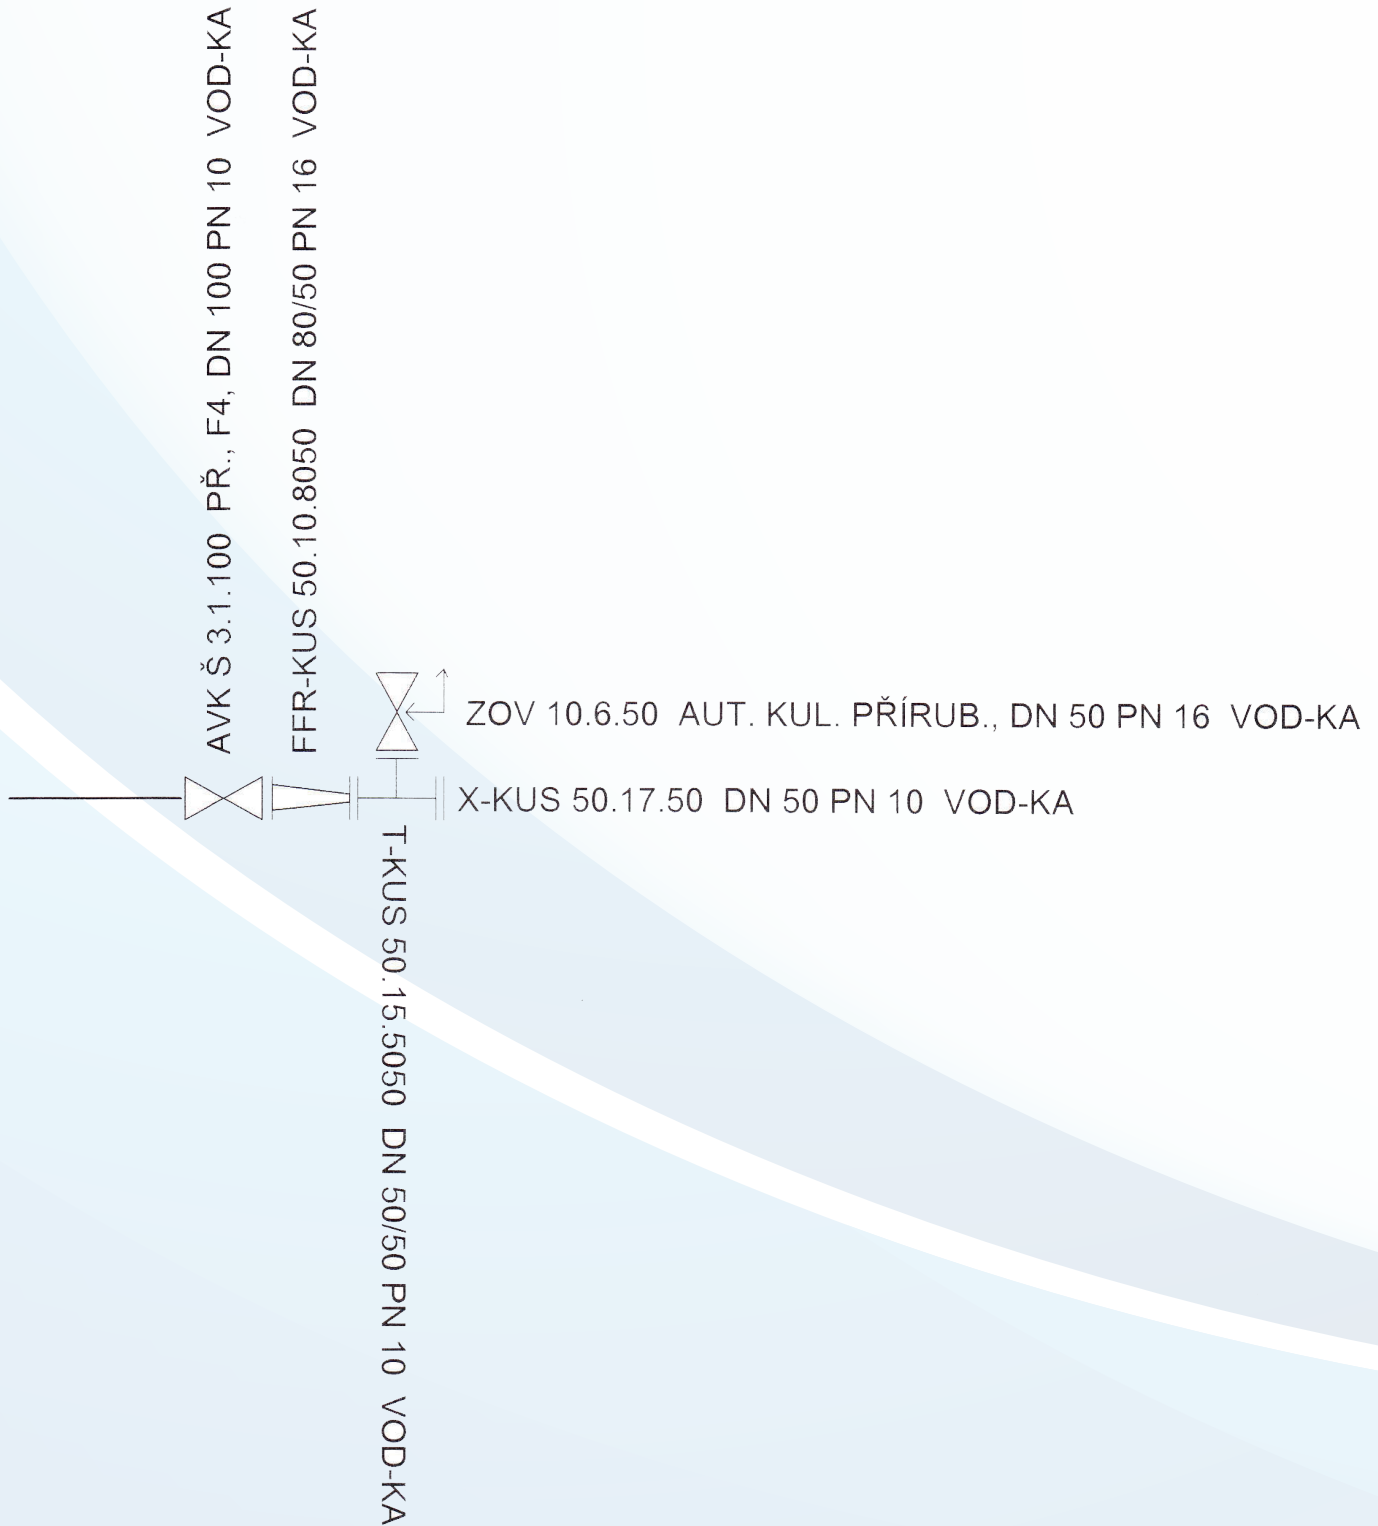 AVK Š 3.1.100 PŘ., F4, DN 100 PN 10 VOD-KA
FFR-KUS 50.10.8050 DN 80/50 PN 16 VOD-KA
ZOV 10.6.50 AUT. KUL. PŘÍRUB., DN 50 PN 16 VOD-KA
X-KUS 50.17.50 DN 50 PN 10 VOD-KA
T-KUS 50.15.5050 DN 50/50 PN 10 VOD-KA